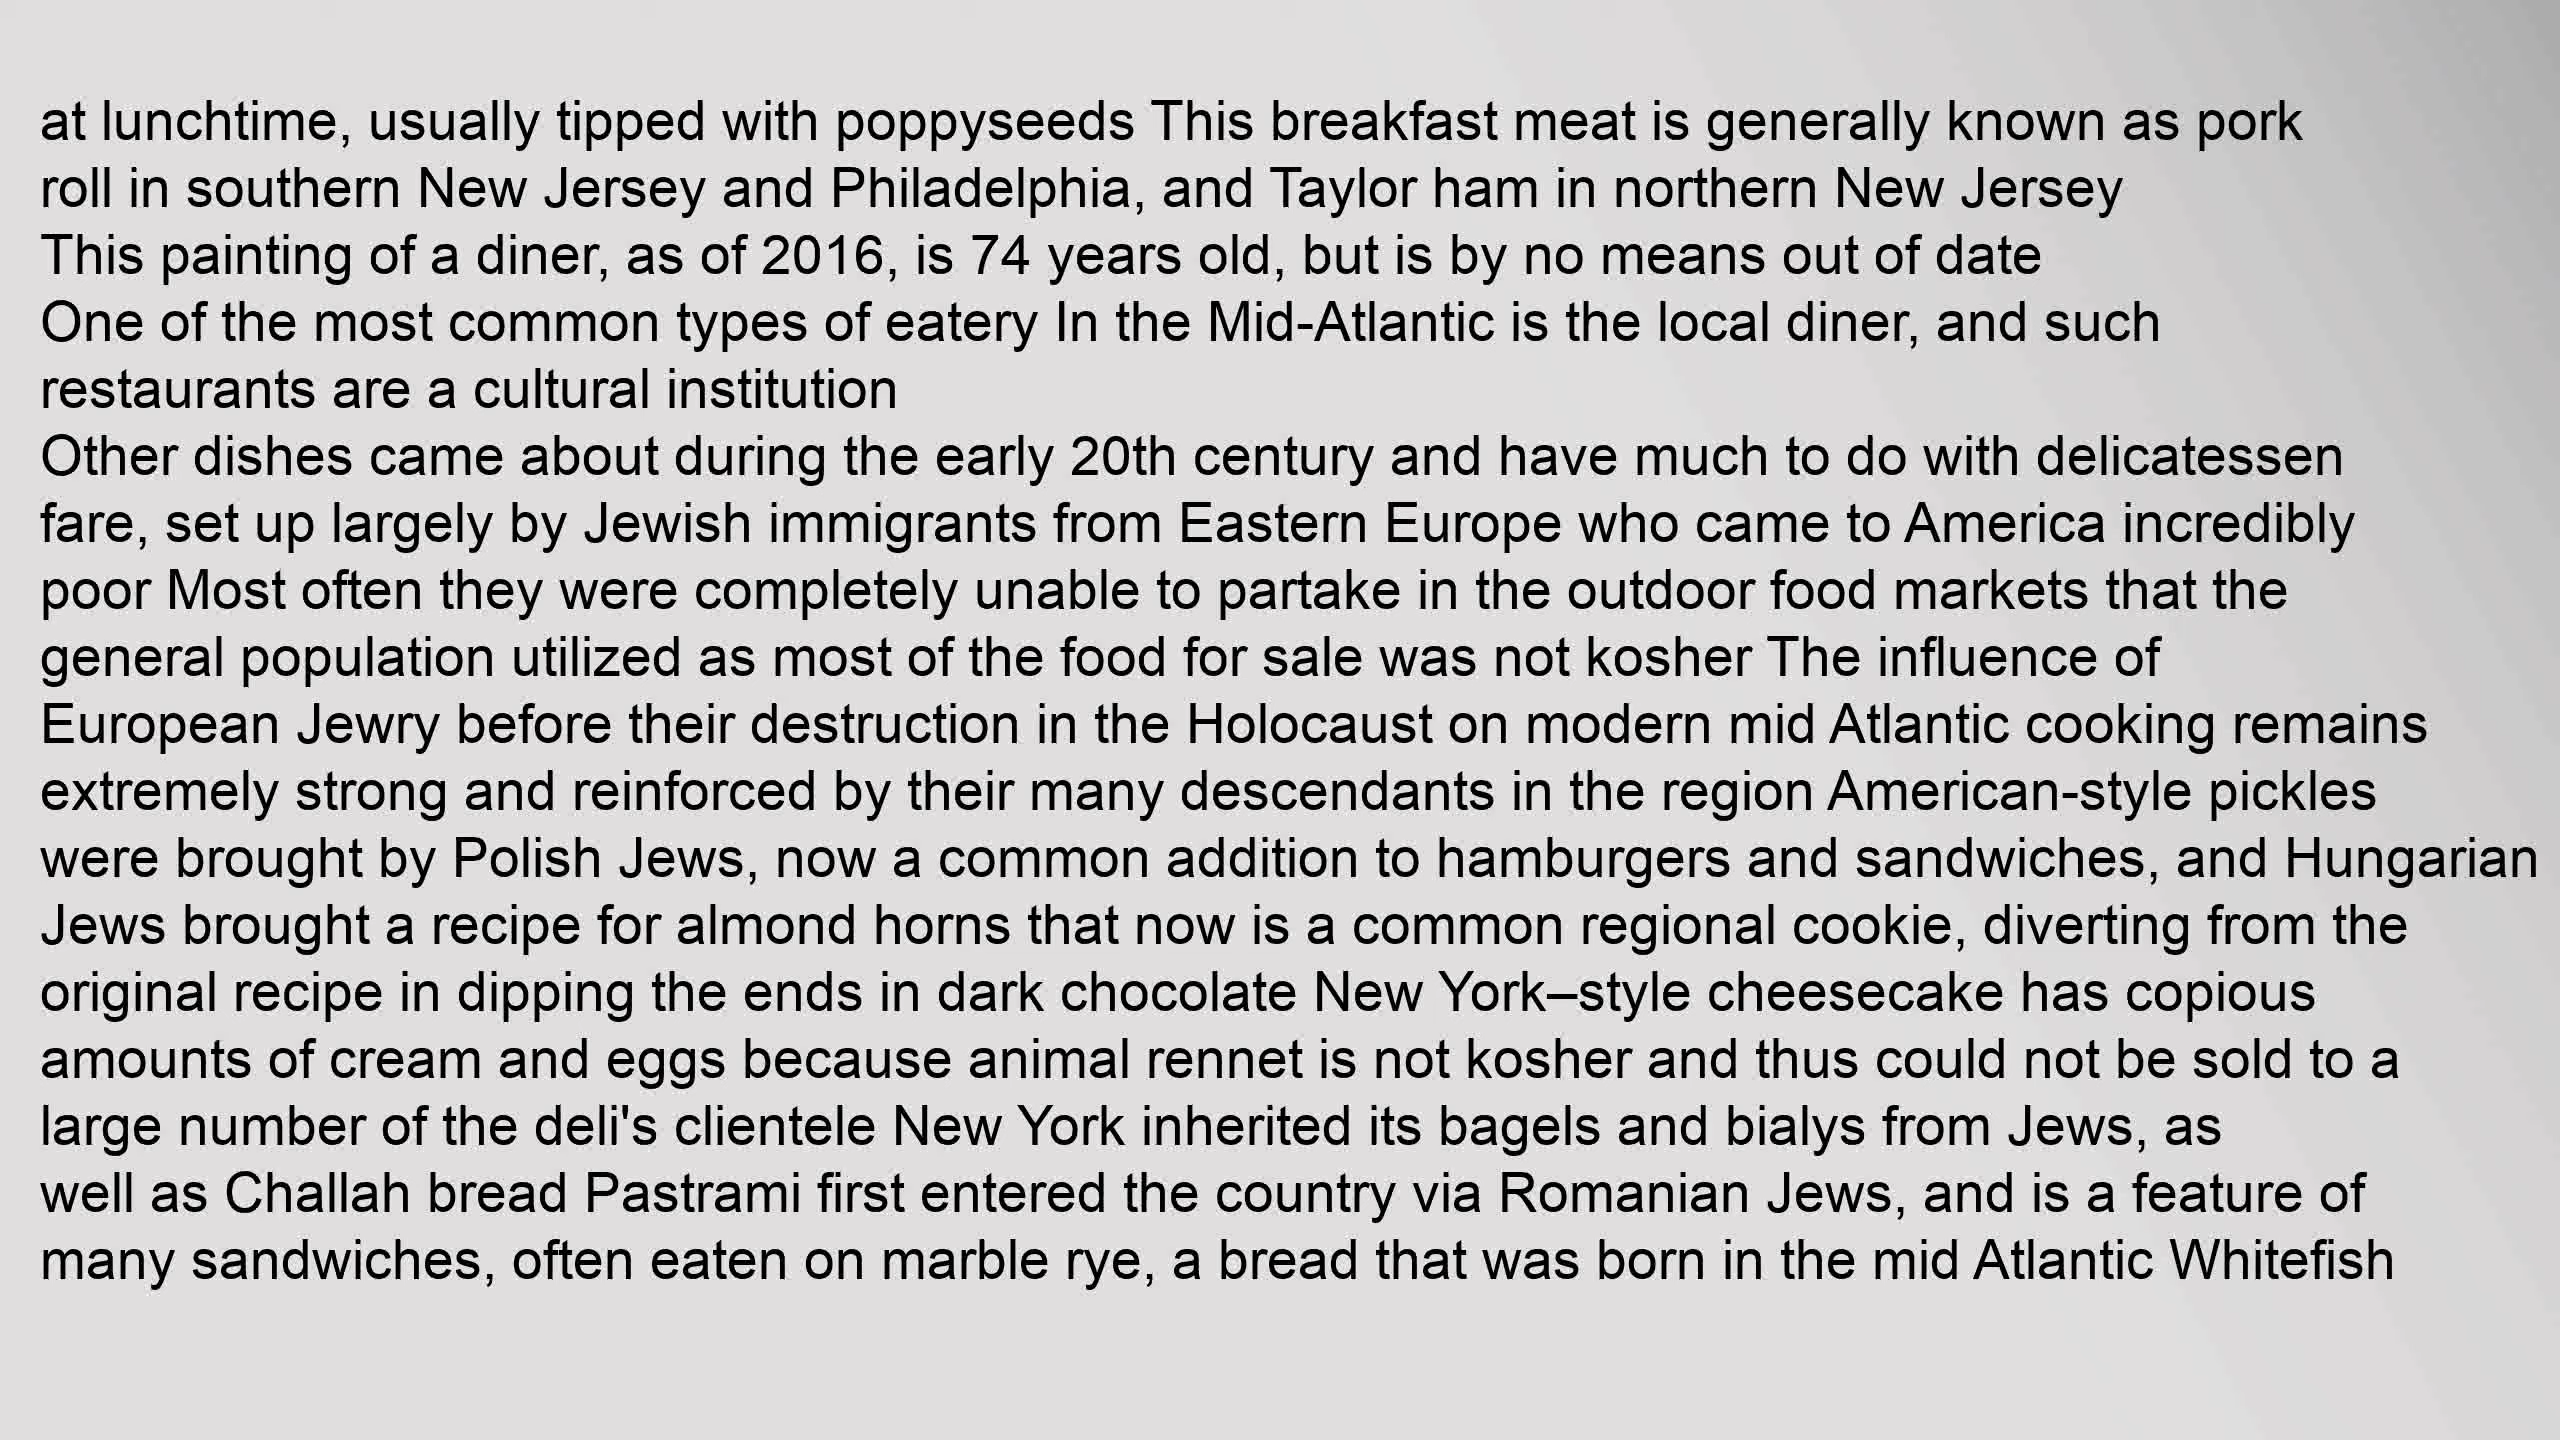 at lunchtime, usually tipped with poppyseeds This breakfast meat is generally known as pork
roll in southern New Jersey and Philadelphia, and Taylor ham in northern New Jersey
This painting of a diner, as of 2016, is 74 years old, but is by no means out of date
One of the most common types of eatery In the Mid-Atlantic is the local diner, and such
restaurants are a cultural institution
Other dishes came about during the early 20th century and have much to do with delicatessen
fare, set up largely by Jewish immigrants from Eastern Europe who came to America incredibly
poor Most often they were completely unable to partake in the outdoor food markets that the
general population utilized as most of the food for sale was not kosher The influence of
European Jewry before their destruction in the Holocaust on modern mid Atlantic cooking remains
extremely strong and reinforced by their many descendants in the region American-style pickles
were brought by Polish Jews, now a common addition to hamburgers and sandwiches, and Hungarian
Jews brought a recipe for almond horns that now is a common regional cookie, diverting from the
original recipe in dipping the ends in dark chocolate New York–style cheesecake has copious
amounts of cream and eggs because animal rennet is not kosher and thus could not be sold to a
large number of the deli's clientele New York inherited its bagels and bialys from Jews, as
well as Challah bread Pastrami first entered the country via Romanian Jews, and is a feature of
many sandwiches, often eaten on marble rye, a bread that was born in the mid Atlantic Whitefish